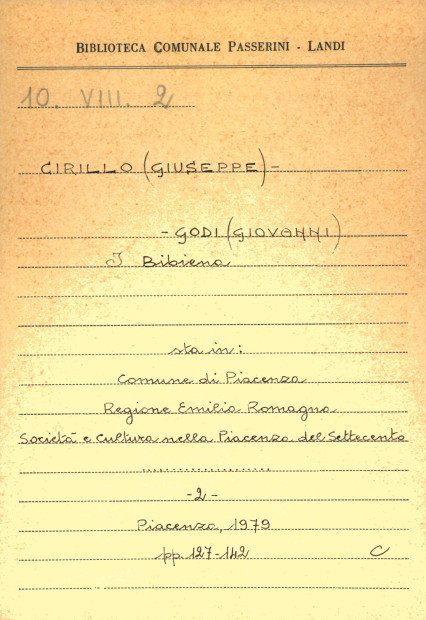 BIBLIOTECA COMUNALE PASSERINI - LANDI
10. VIII. 2
CIRILLO (GIUSEPPE) -
- GODI (GIOVANNI)
I Bibiena
sta in:
Comune di Piacenza
Regione Emilia Romagna
Società e Cultura nella Piacenza del Settecento
......................
- 2 -
Piacenza, 1979
pp. 127-142 C